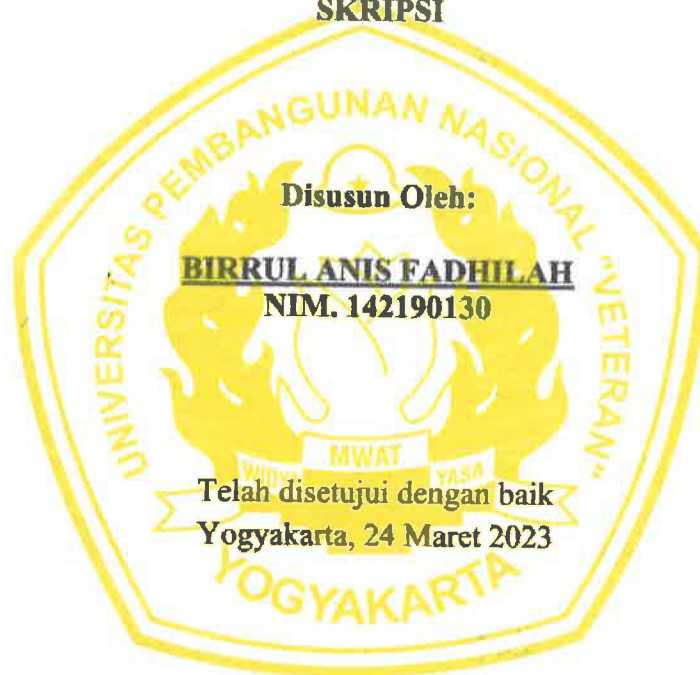 SKRIPSI
UNIVERSITAS PEMBANGUNAN NASIONAL "VETERAN"
Disusun Oleh:
BIRRUL ANIS FADHILAH
NIM. 142190130
WIDYA MWAT YASA
Telah disetujui dengan baik
Yogyakarta, 24 Maret 2023
YOGYAKARTA